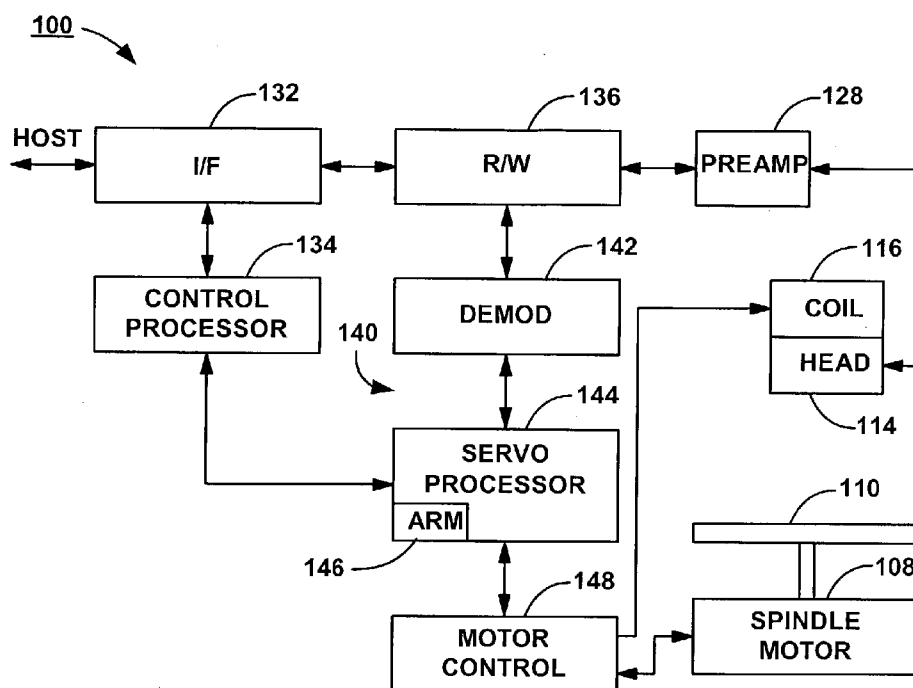 100
132
136
128
HOST
I/F
R/W
PREAMP
134
142
116
CONTROL
PROCESSOR
DEMOD
COIL
HEAD
140
144
114
SERVO
PROCESSOR
ARM
110
146
148
108
MOTOR
CONTROL
SPINDLE
MOTOR